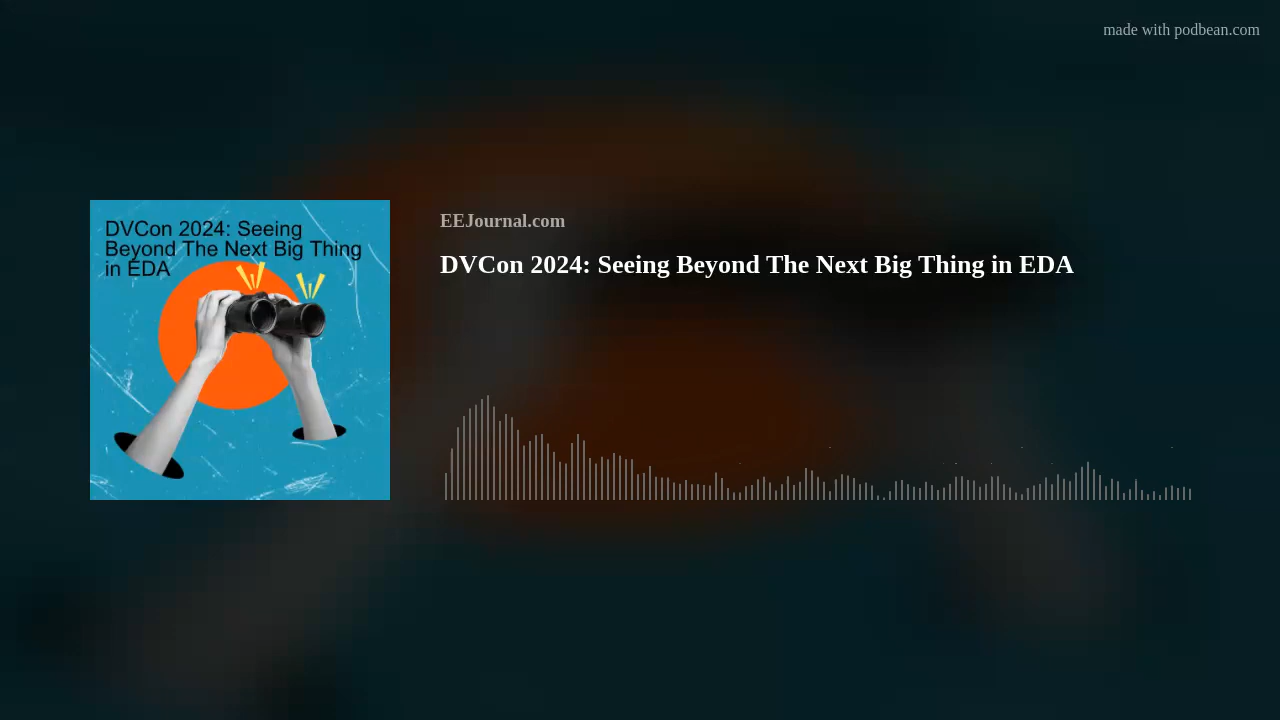 made with podbean.com
DVCon 2024: Seeing
Beyond The Next Big Thing
in EDA
EEJournal.com
DVCon 2024: Seeing Beyond The Next Big Thing in EDA